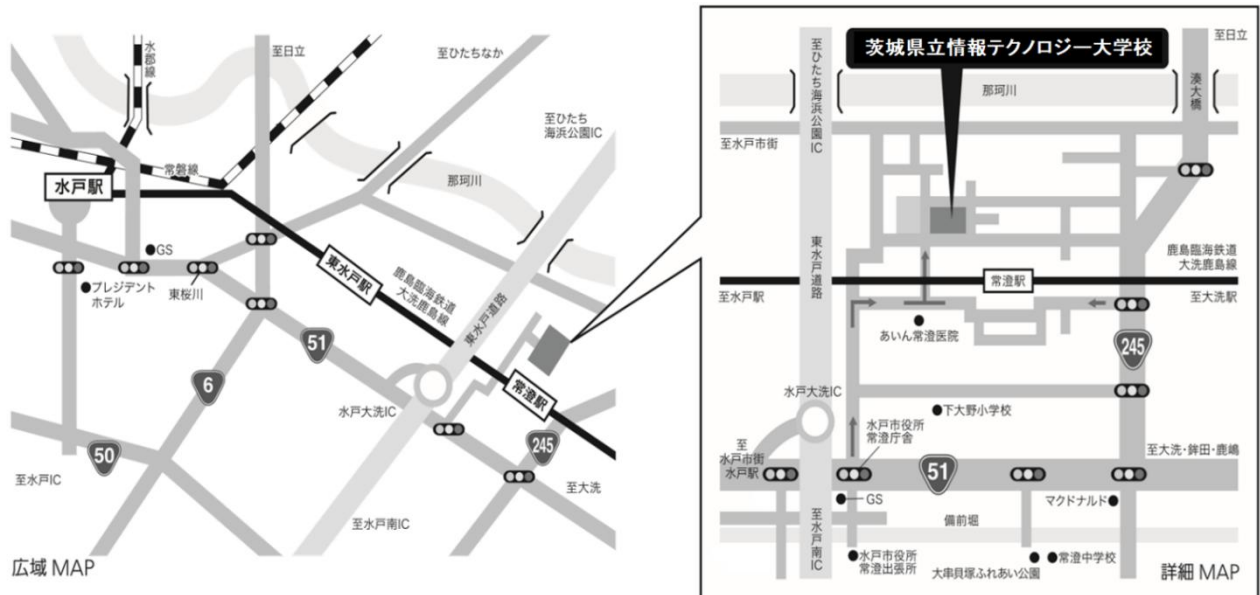 水郡線
至日立
至ひたちなか
至ひたち
海浜公園IC
常磐線
那珂川
水戸駅
GS
プレジデント
ホテル
東桜川
東水戸駅
鹿島臨海鉄道
大洗鹿島線
東水戸道路
51
6
水戸大洗IC
常澄駅
50
245
至水戸IC
至大洗
至水戸南IC
広域 MAP
茨城県立情報テクノロジー大学校
至ひたち海浜公園IC
至日立
那珂川
湊大橋
至水戸市街
東水戸道路
鹿島臨海鉄道
大洗鹿島線
常澄駅
至水戸駅
至大洗駅
あいん常澄医院
245
水戸大洗IC
下大野小学校
水戸市役所
常澄庁舎
至
水戸市街
水戸駅
51
至大洗・鉾田・鹿嶋
GS
マクドナルド
備前堀
至水戸南IC
水戸市役所
常澄出張所
大串貝塚ふれあい公園
常澄中学校
詳細 MAP